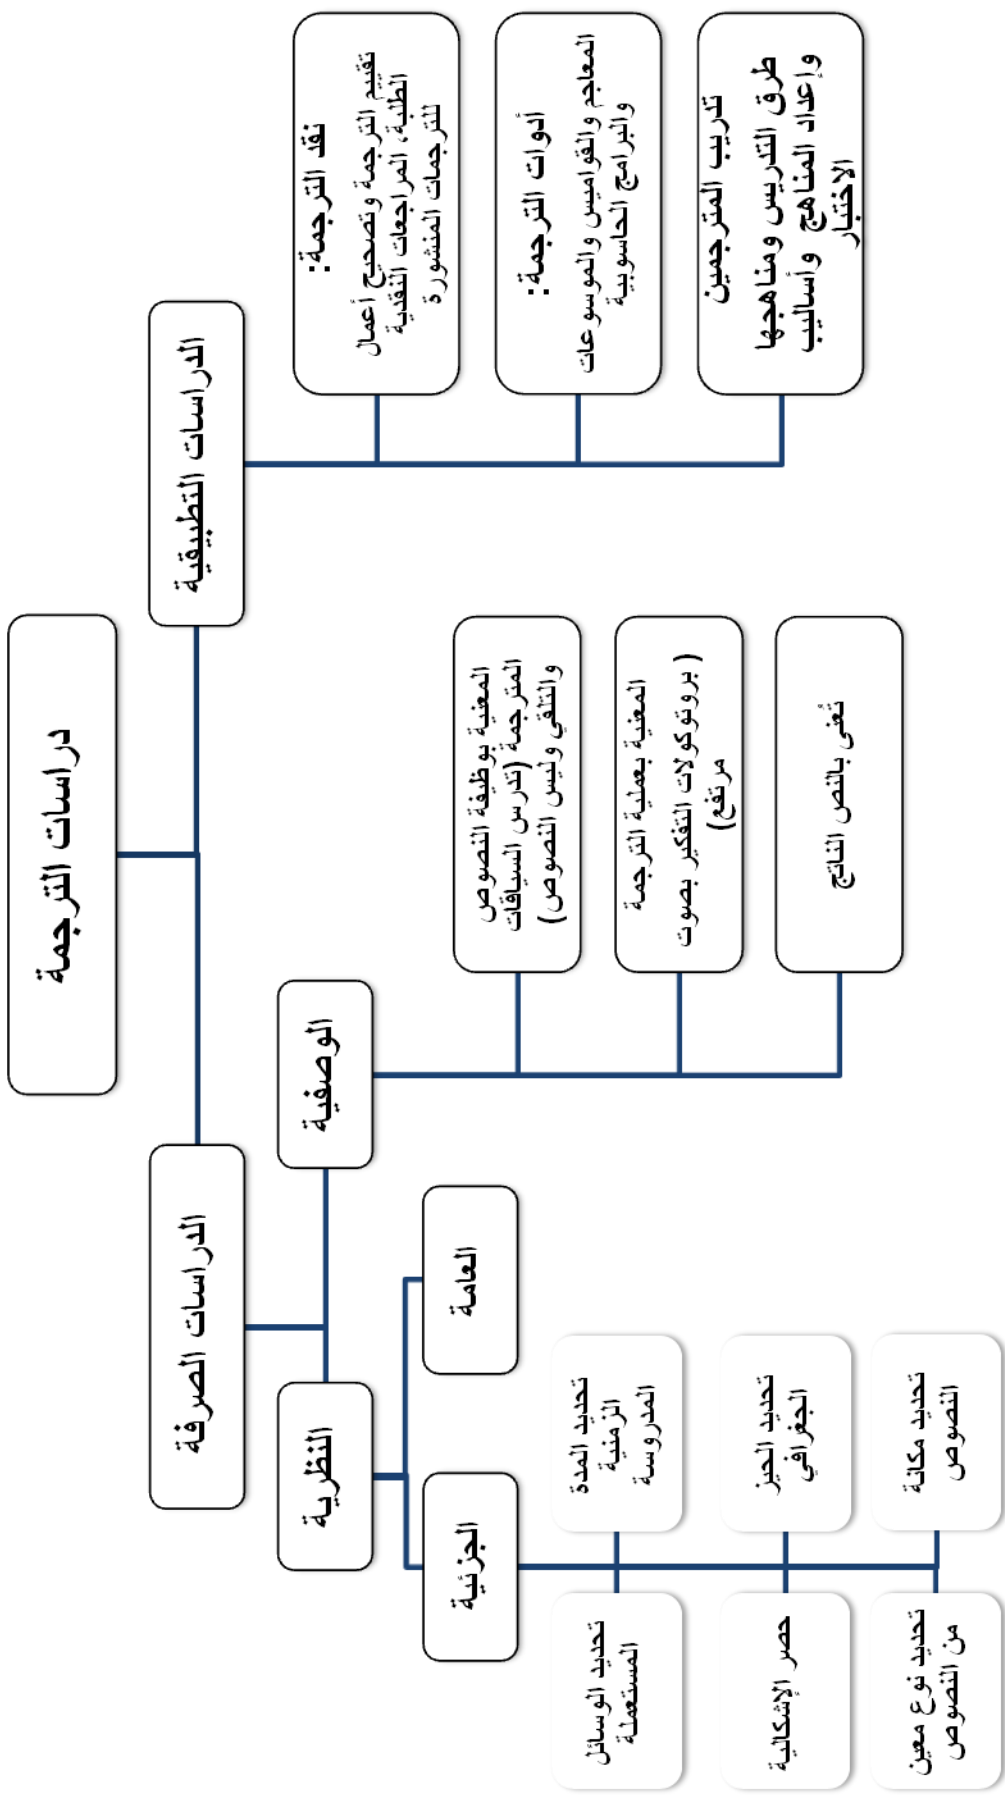 دراسات الترجمة
الدراسات التطبيقية
نقد الترجمة:
تقييم الترجمة وتصحيح أعمال
الطلبة، المراجعات النقدية
للترجمات المنشورة
أدوات الترجمة:
المعاجم والقواميس والموسوعات
والبرامج الحاسوبية
تدريب المترجمين
طرق التدريس ومناهجها
وإعداد المناهج وأساليب
الاختبار
الدراسات الصرفة
الوصفية
المعنية بوظيفة النصوص
المترجمة (تدرس السياقات
والتلقي وليس النصوص)
المعنية بعملية الترجمة
( بروتوكولات التفكير بصوت
مرتفع)
تُعنى بالنص الناتج
النظرية
العامة
الجزئية
تحديد المدة
الزمنية
المدروسة
تحديد الوسائل
المستعملة
تحديد الحيز
الجغرافي
حصر الإشكالية
تحديد مكانة
النصوص
تحديد نوع معين
من النصوص